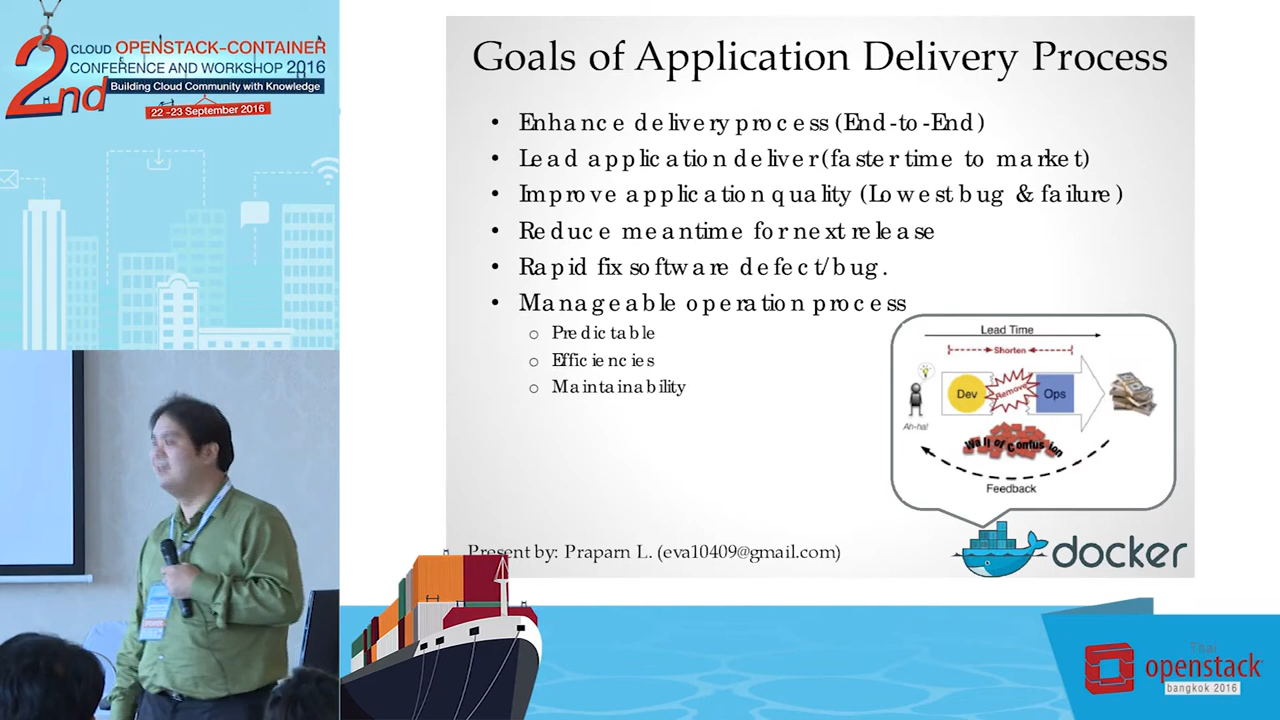 2nd
CLOUD OPENSTACK-CONTAINER
CONFERENCE AND WORKSHOP 2016
Building Cloud Community with Knowledge
22 -23 September 2016
Goals of Application Delivery Process
• Enhance delivery process (End-to-End)
• Lead application deliver(faster time to market)
• Improve application quality (Lowest bug & failure)
• Reduce meantime for next release
• Rapid fix software defect/bug.
• Manageable operation process
o Predictable
o Efficiencies
o Maintainability
Lead Time
Shorten
Dev
Remove
Ops
Ah-ha!
Wall of Confusion
Feedback
Present by: Praparn L. (eva10409@gmail.com)
docker
Thai
openstack
bangkok 2016